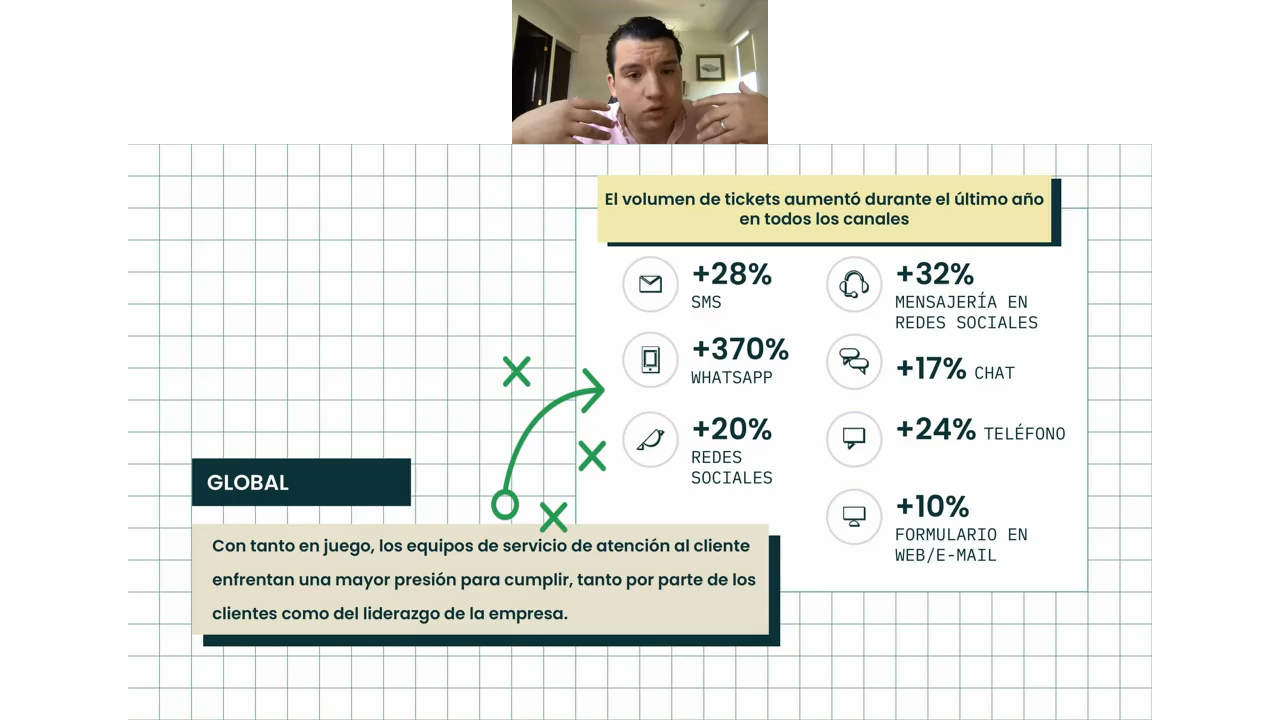 El volumen de tickets aumentó durante el último año
en todos los canales
+28%
SMS
+370%
WHATSAPP
+20%
REDES
SOCIALES
+32%
MENSAJERÍA EN
REDES SOCIALES
+17% CHAT
+24% TELÉFONO
+10%
FORMULARIO EN
WEB/E-MAIL
GLOBAL
Con tanto en juego, los equipos de servicio de atención al cliente
enfrentan una mayor presión para cumplir, tanto por parte de los
clientes como del liderazgo de la empresa.